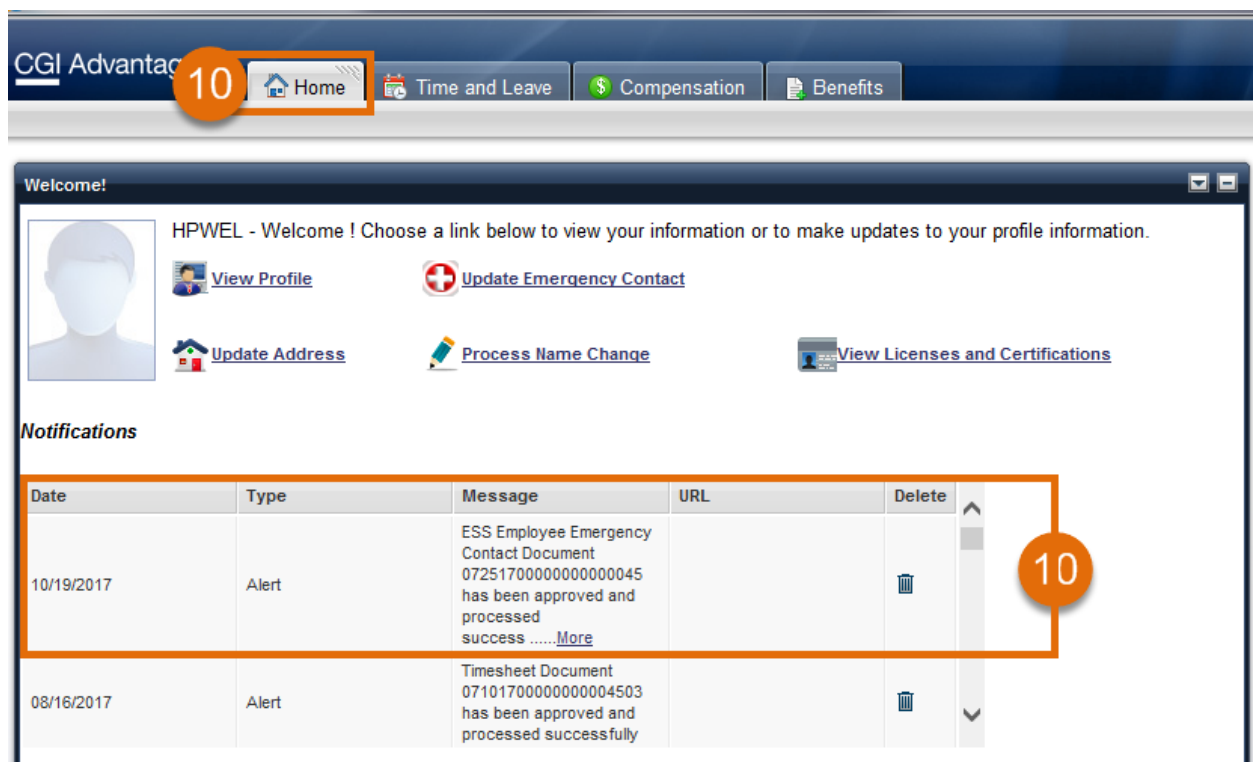 CGI Advantag
10
Home
Time and Leave
Compensation
Benefits
Welcome!
HPWEL - Welcome ! Choose a link below to view your information or to make updates to your profile information.
View Profile
Update Emergency Contact
Update Address
Process Name Change
View Licenses and Certifications
Notifications
Date Type Message URL Delete
ESS Employee Emergency
Contact Document
07251700000000000045
10/19/2017 Alert has been approved and
processed
success ......More
10
Timesheet Document
07101700000000004503
08/16/2017 Alert has been approved and
processed successfully